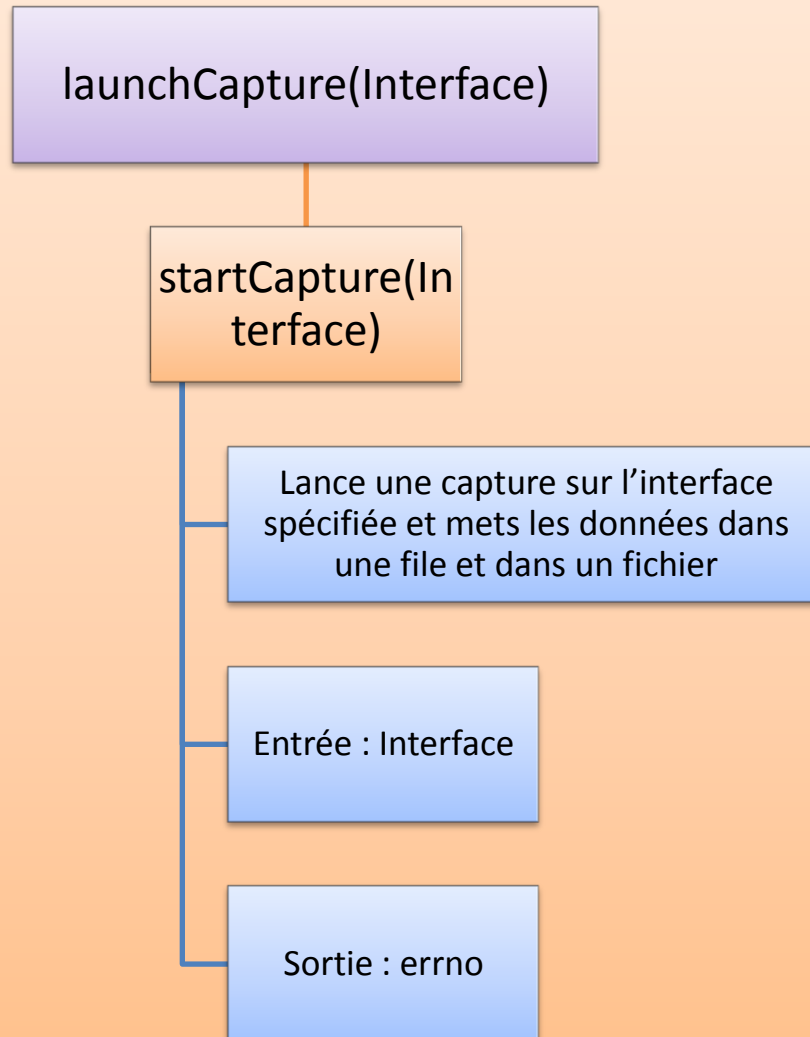 launchCapture(Interface)
startCapture(In
terface)
Lance une capture sur l’interface
spécifiée et mets les données dans
une file et dans un fichier
Entrée : Interface
Sortie : errno